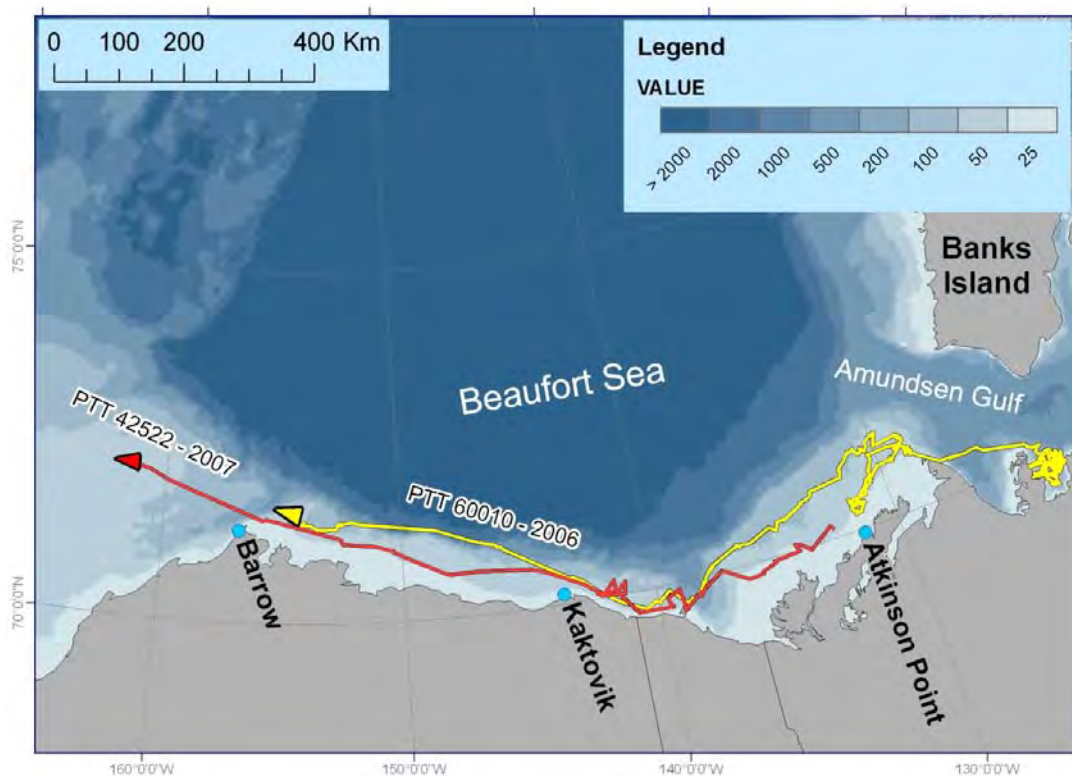 0 100 200 400 Km
Legend
VALUE
> 2000
2000
1000
500
200
100
50
25
Banks
Island
Amundsen Gulf
Beaufort Sea
PTT 42522 - 2007
PTT 60010 - 2006
Barrow
Kaktovik
Atkinson Point
75°0'0"N
70°0'0"N
160°0'0"W
150°0'0"W
140°0'0"W
130°0'0"W